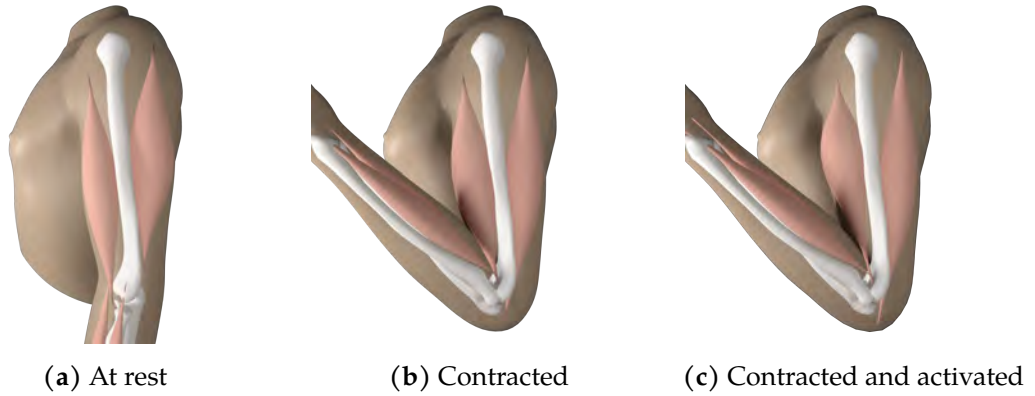 (a) At rest
(b) Contracted
(c) Contracted and activated